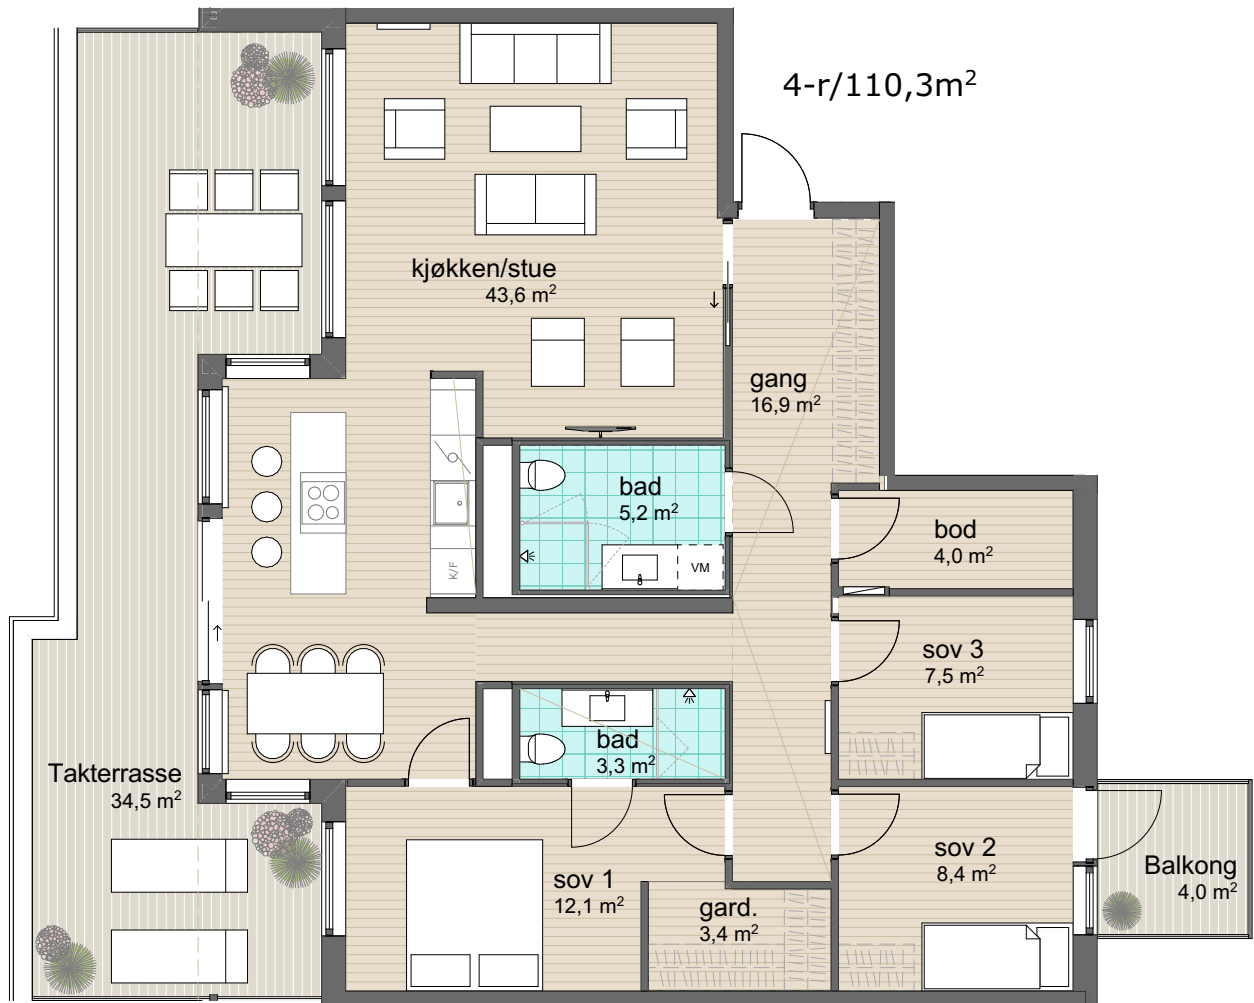 4-r/110,3m²
kjøkken/stue
43,6 m²
gang
16,9 m²
bad
5,2 m²
VM
K/F
bod
4,0 m²
sov 3
7,5 m²
bad
3,3 m²
Takterrasse
34,5 m²
sov 1
12,1 m²
gard.
3,4 m²
sov 2
8,4 m²
Balkong
4,0 m²